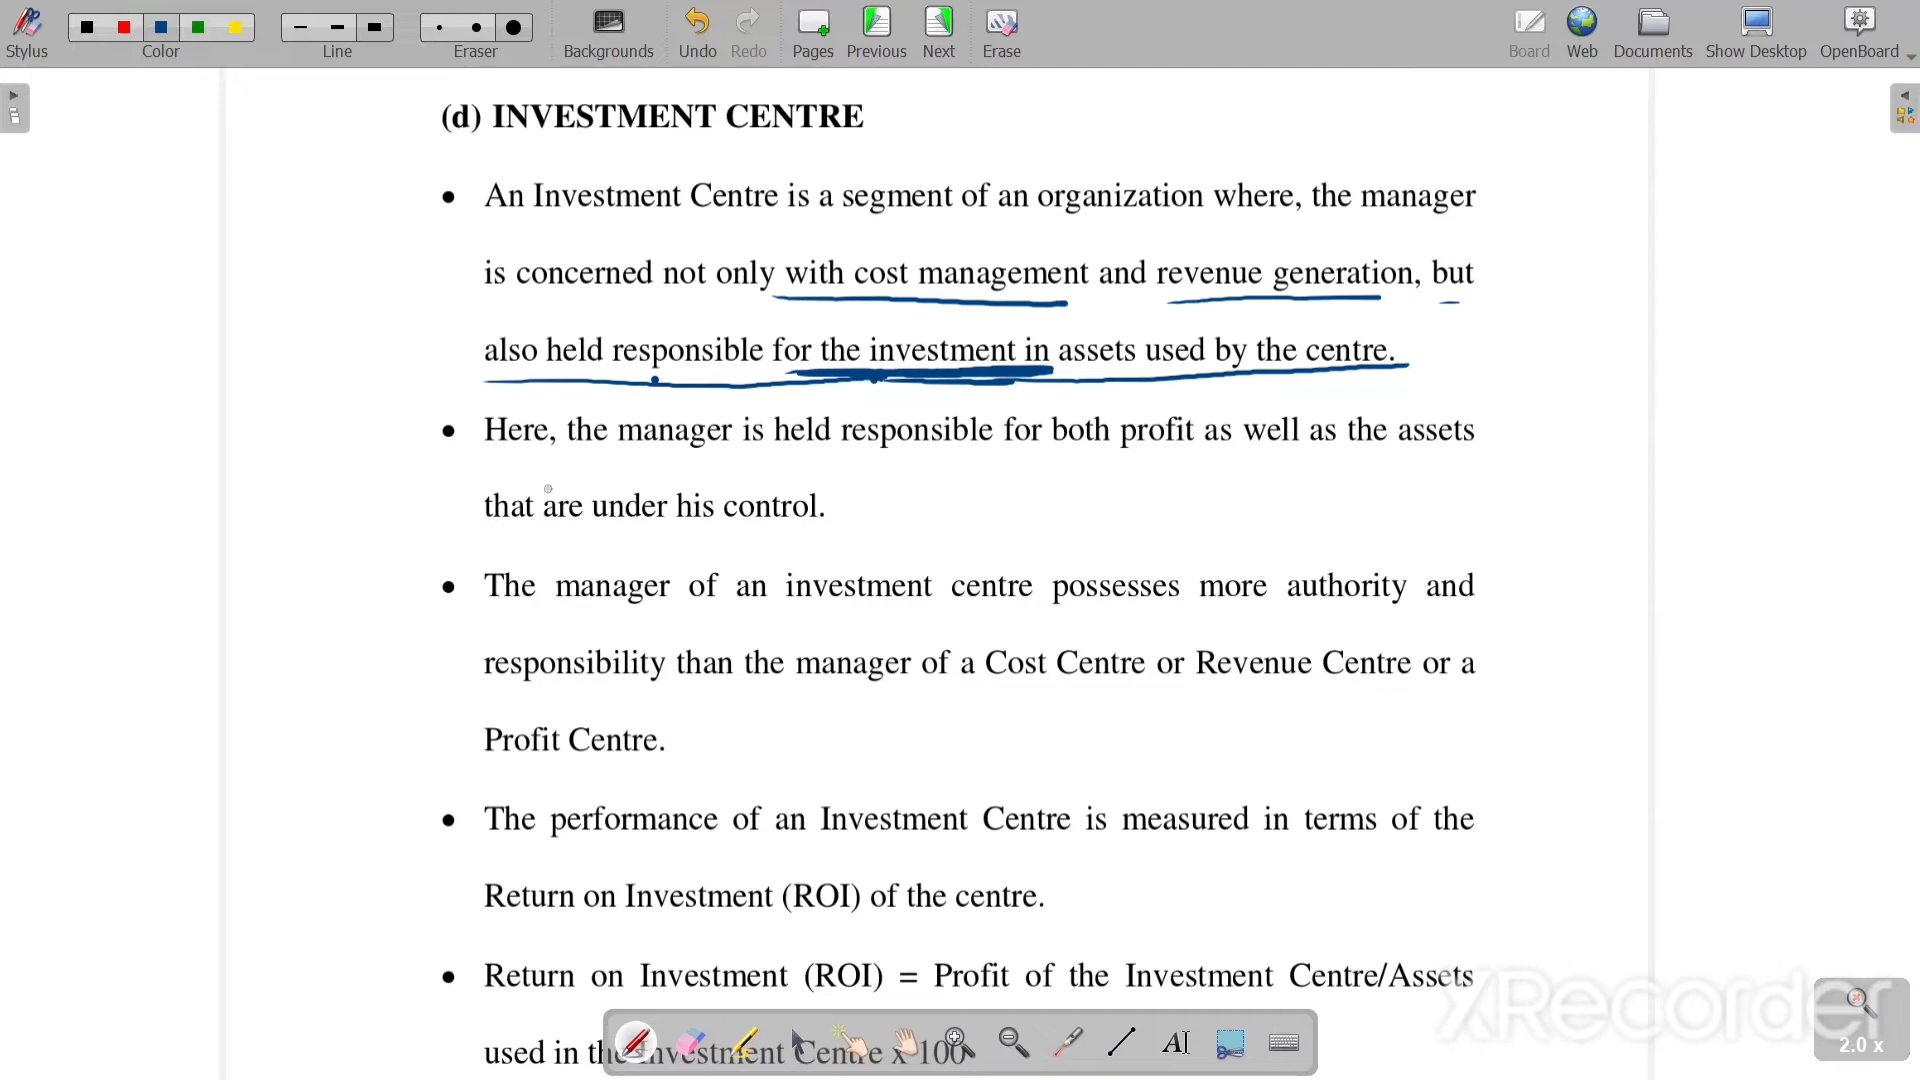 Stylus
Color
Line
Eraser
Backgrounds
Undo
Redo
Pages
Previous
Next
Erase
Board
Web
Documents
Show Desktop
OpenBoard
(d) INVESTMENT CENTRE
• An Investment Centre is a segment of an organization where, the manager
is concerned not only with cost management and revenue generation, but
also held responsible for the investment in assets used by the centre.
• Here, the manager is held responsible for both profit as well as the assets
that are under his control.
• The manager of an investment centre possesses more authority and
responsibility than the manager of a Cost Centre or Revenue Centre or a
Profit Centre.
• The performance of an Investment Centre is measured in terms of the
Return on Investment (ROI) of the centre.
• Return on Investment (ROI) = Profit of the Investment Centre/Assets
used in the Investment Centre x 100
XRecorder
2.0 x